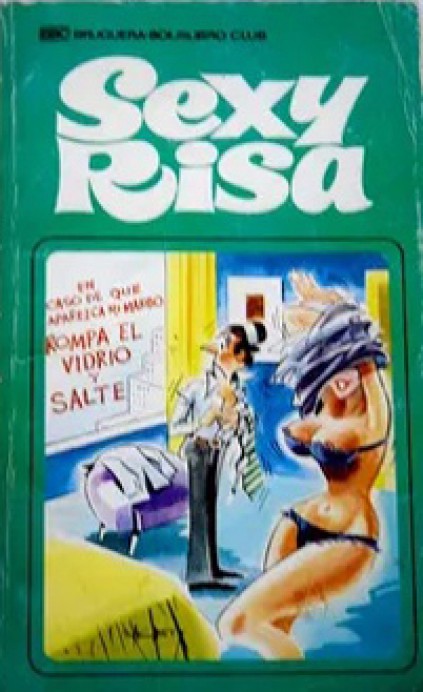 BRUGUERA-BOLSILIBRO CLUB
Sexy
Risa
EN
CASO DE QUE
APAREZCA MI MARIDO
ROMPA EL
VIDRIO
Y
SALTE